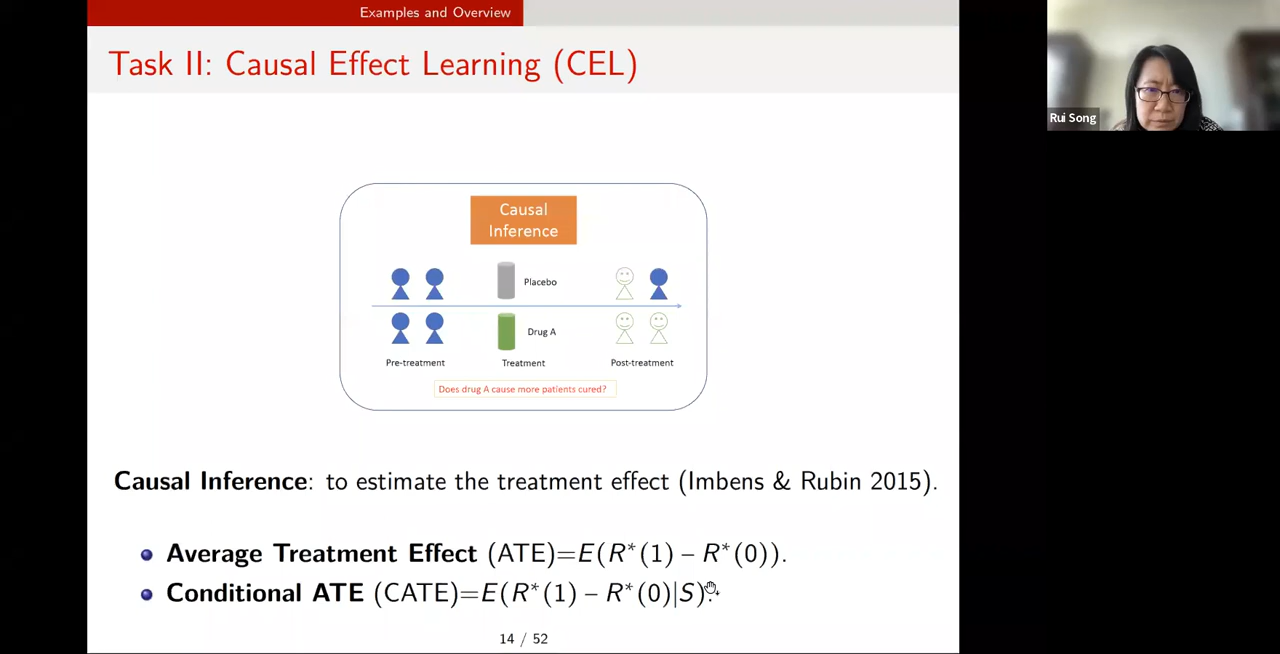 Examples and Overview
Task II: Causal Effect Learning (CEL)
Rui Song
Causal
Inference
Placebo
Drug A
Pre-treatment Treatment Post-treatment
Does drug A cause more patients cured?
Causal Inference: to estimate the treatment effect (Imbens & Rubin 2015).
Average Treatment Effect (ATE)=E(R*(1) – R*(0)).
Conditional ATE (CATE)=E(R*(1) – R*(0)|S).
14 / 52